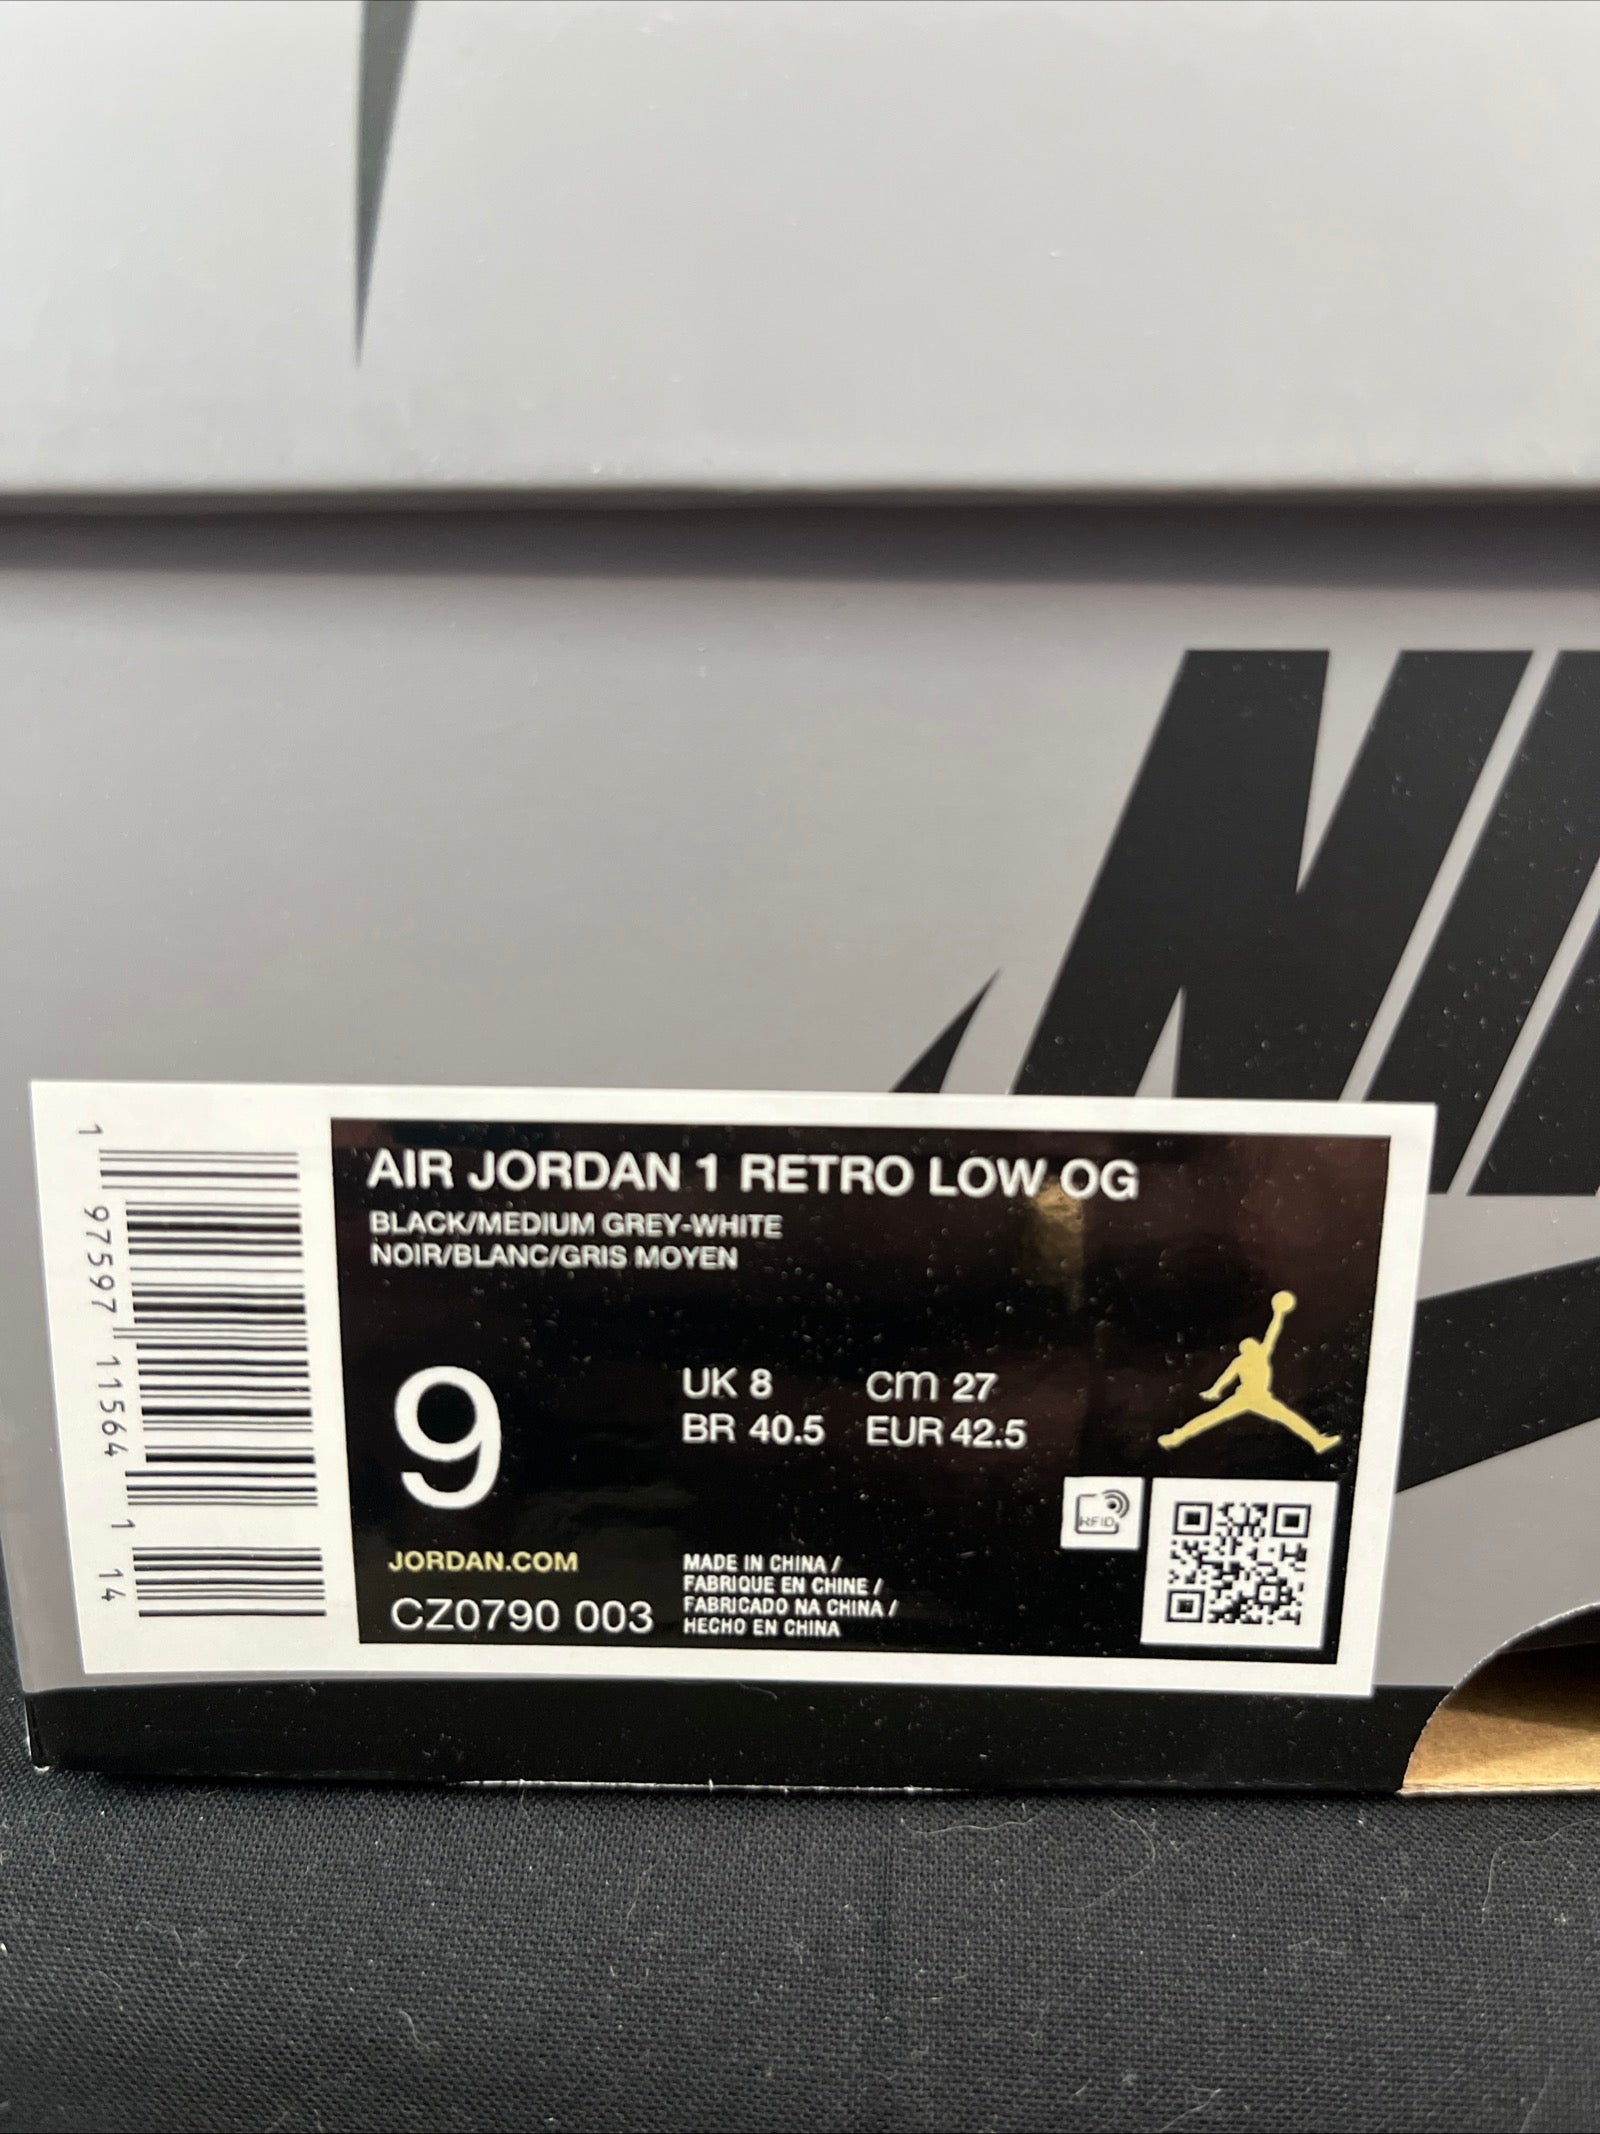 NI
AIR JORDAN 1 RETRO LOW OG
BLACK/MEDIUM GREY-WHITE
NOIR/BLANC/GRIS MOYEN
9
UK 8 cm 27
BR 40.5 EUR 42.5
JORDAN.COM
CZ0790 003
MADE IN CHINA /
FABRIQUE EN CHINE /
FABRICADO NA CHINA /
HECHO EN CHINA
RFID
1 97597 11564 1 14